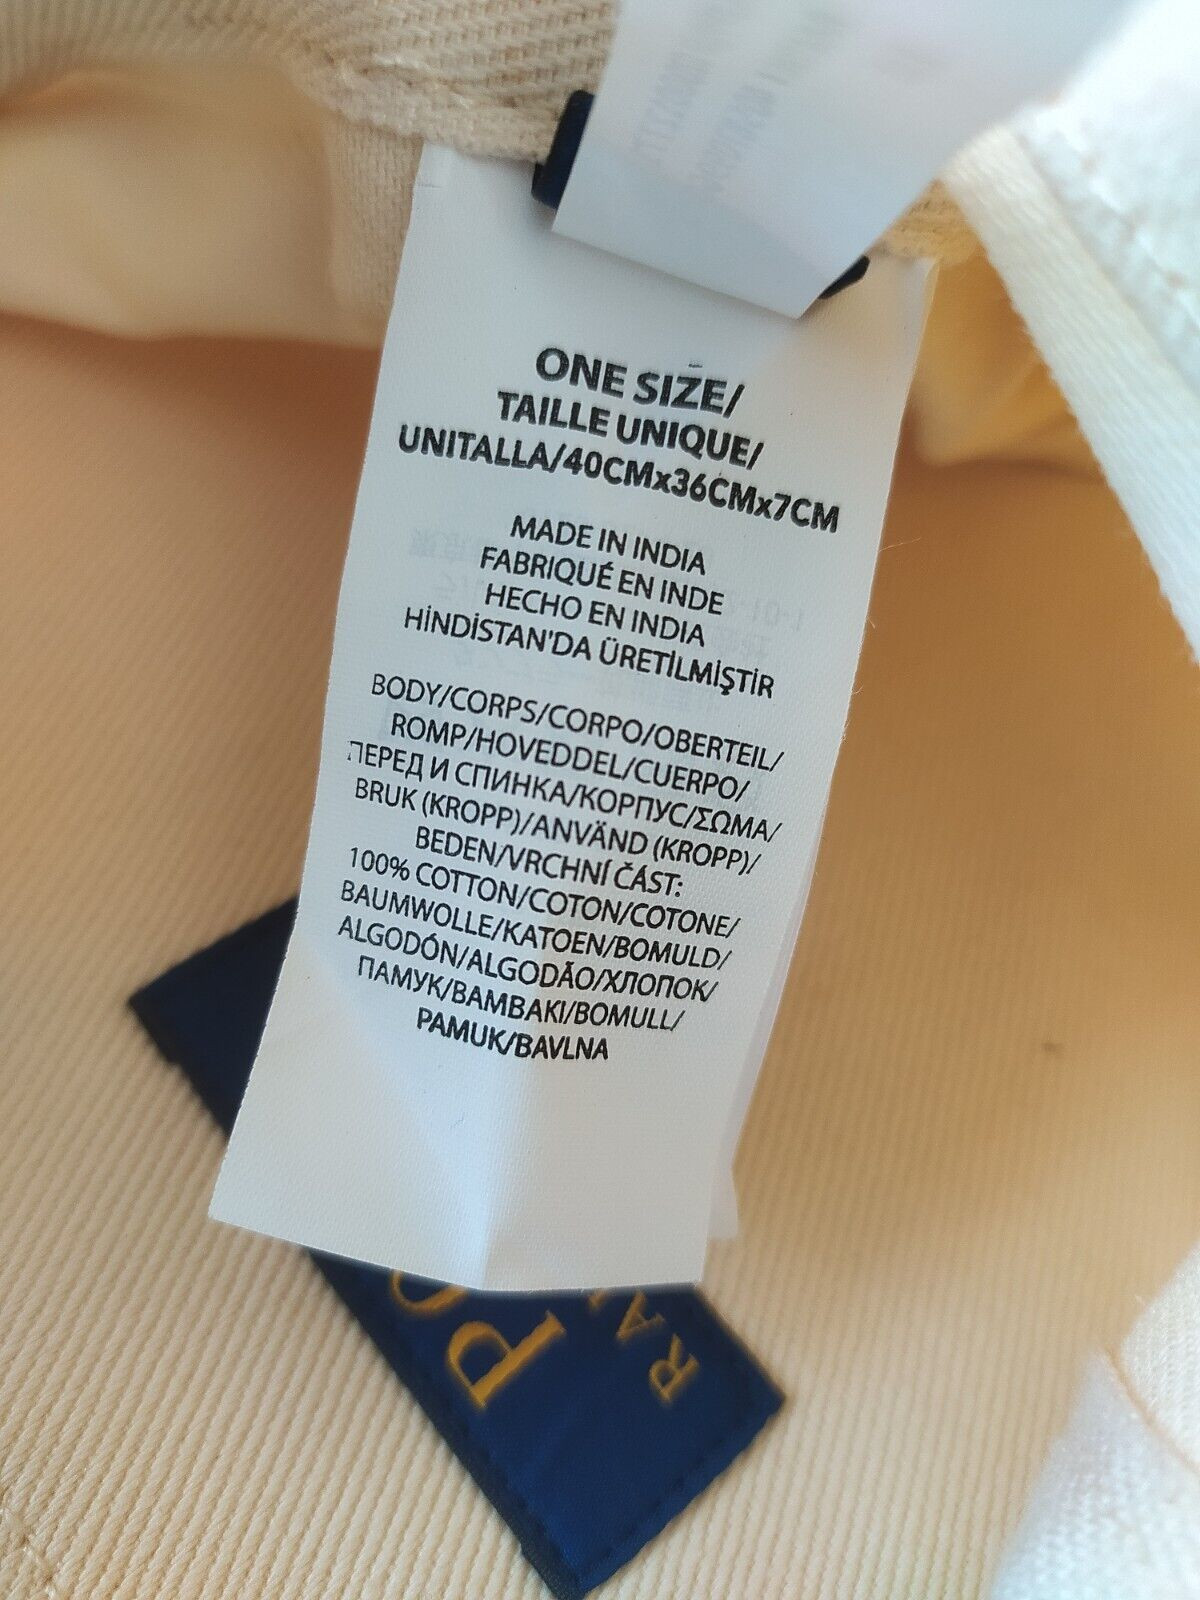 ONE SIZE/
TAILLE UNIQUE/
UNITALLA/40CMx36CMx7CM
MADE IN INDIA
FABRIQUÉ EN INDE
HECHO EN INDIA
HİNDİSTAN'DA ÜRETİLMİŞTİR
BODY/CORPS/CORPO/OBERTEIL/
ROMP/HOVEDDEL/CUERPO/
ПЕРЕД И СПИНКА/КОРПУС/ΣΩΜΑ/
BRUK (KROPP)/ANVÄND (KROPP)/
BEDEN/VRCHNÍ ČÁST:
100% COTTON/COTON/COTONE/
BAUMWOLLE/KATOEN/BOMULD/
ALGODÓN/ALGODÃO/ХЛОПОК/
ПАМУК/BAMBAKI/BOMULL/
PAMUK/BAVLNA